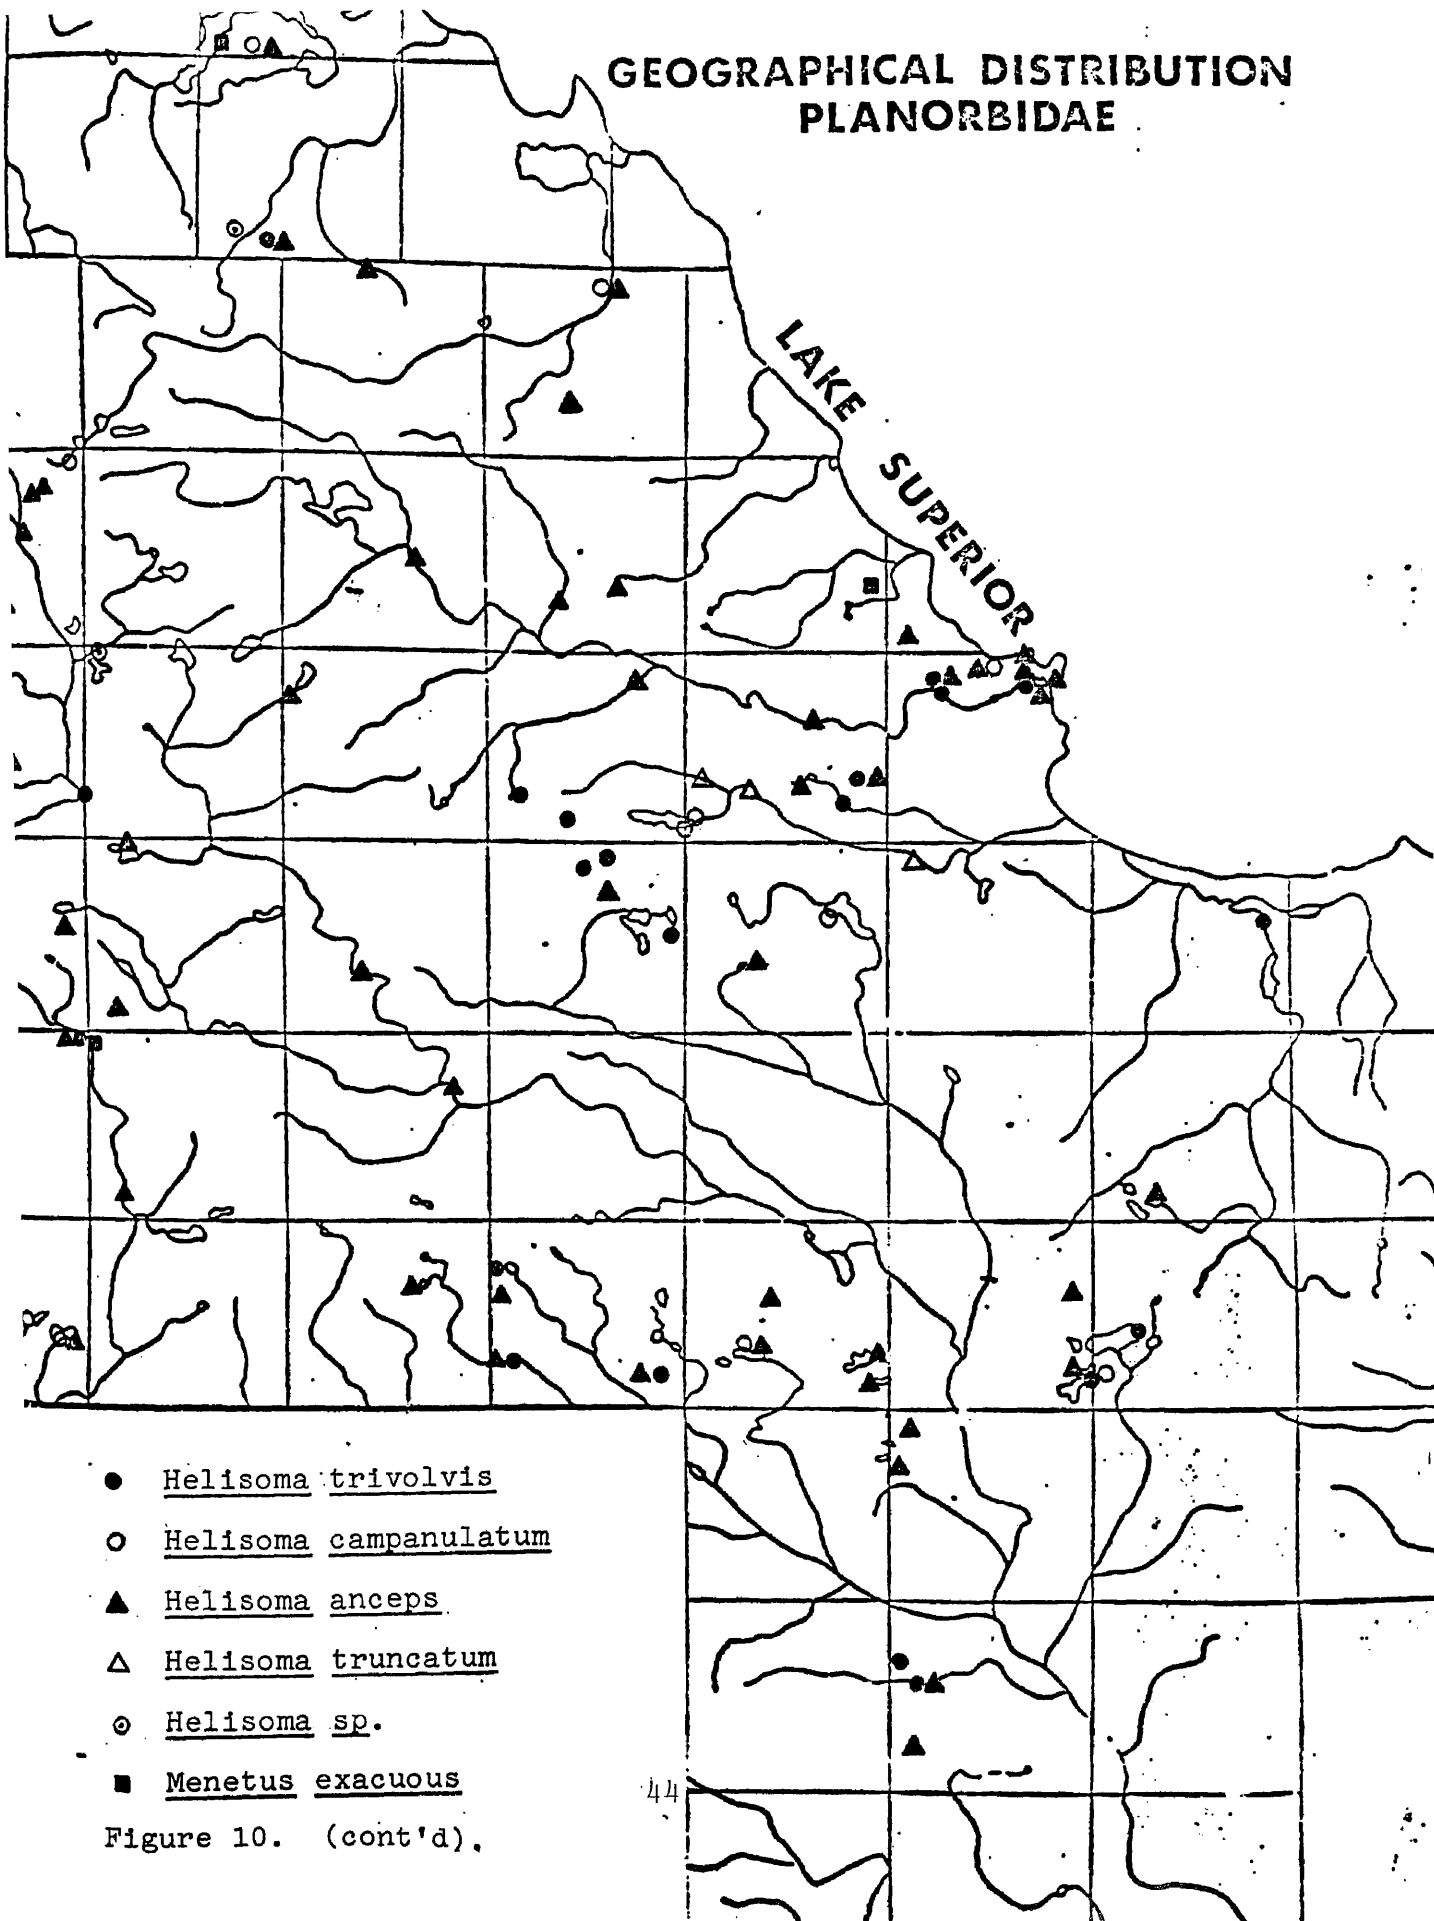 GEOGRAPHICAL DISTRIBUTION
PLANORBIDAE
LAKE SUPERIOR
Helisoma trivolvis
Helisoma campanulatum
Helisoma anceps
Helisoma truncatum
Helisoma sp.
Menetus exacuous
44
Figure 10. (cont'd).